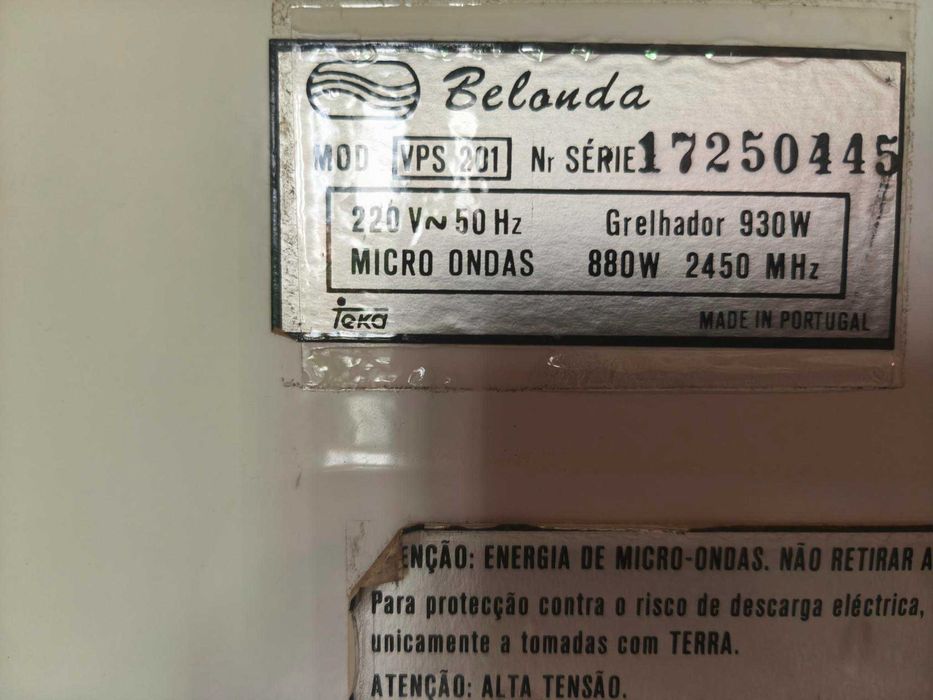 Belonda
MOD VPS 201 Nr SÉRIE 17250445
220 V~ 50 Hz Grelhador 930W
MICRO ONDAS 880W 2450 MHz
Teka MADE IN PORTUGAL
ENÇÃO: ENERGIA DE MICRO-ONDAS. NÃO RETIRAR A
Para protecção contra o risco de descarga eléctrica,
unicamente a tomadas com TERRA.
ATENÇÃO: ALTA TENSÃO.